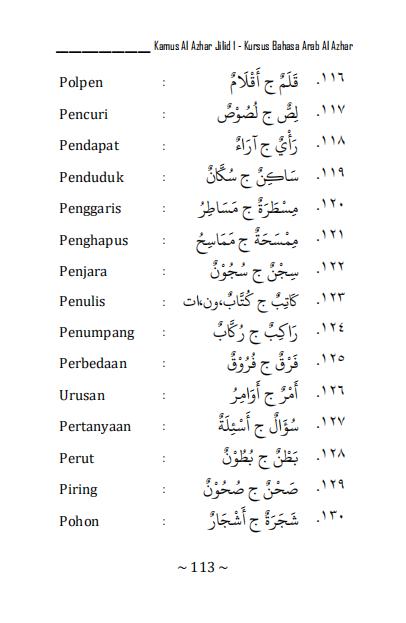 Kamus Al Azhar Jilid I - Kursus Bahasa Arab Al Azhar
Polpen : قَلَمٌ ج أَقْلَامٌ .١١٦
Pencuri : لِصٌّ ج لُصُوْصٌ .١١٧
Pendapat : رَأْيٌ ج آرَاءٌ .١١٨
Penduduk : سَاكِنٌ ج سُكَّانٌ .١١٩
Penggaris : مِسْطَرَةٌ ج مَسَاطِرُ .١٢٠
Penghapus : مِمْسَحَةٌ ج مَمَاسِحُ .١٢١
Penjara : سِجْنٌ ج سُجُوْنٌ .١٢٢
Penulis : كَاتِبٌ ج كُتَّابٌ،ون،ات .١٢٣
Penumpang : رَاكِبٌ ج رُكَّابٌ .١٢٤
Perbedaan : فَرْقٌ ج فُرُوْقٌ .١٢٥
Urusan : أَمْرٌ ج أَوَامِرُ .١٢٦
Pertanyaan : سُؤَالٌ ج أَسْئِلَةٌ .١٢٧
Perut : بَطْنٌ ج بُطُوْنٌ .١٢٨
Piring : صَحْنٌ ج صُحُوْنٌ .١٢٩
Pohon : شَجَرَةٌ ج أَشْجَارٌ .١٣٠
~ 113 ~